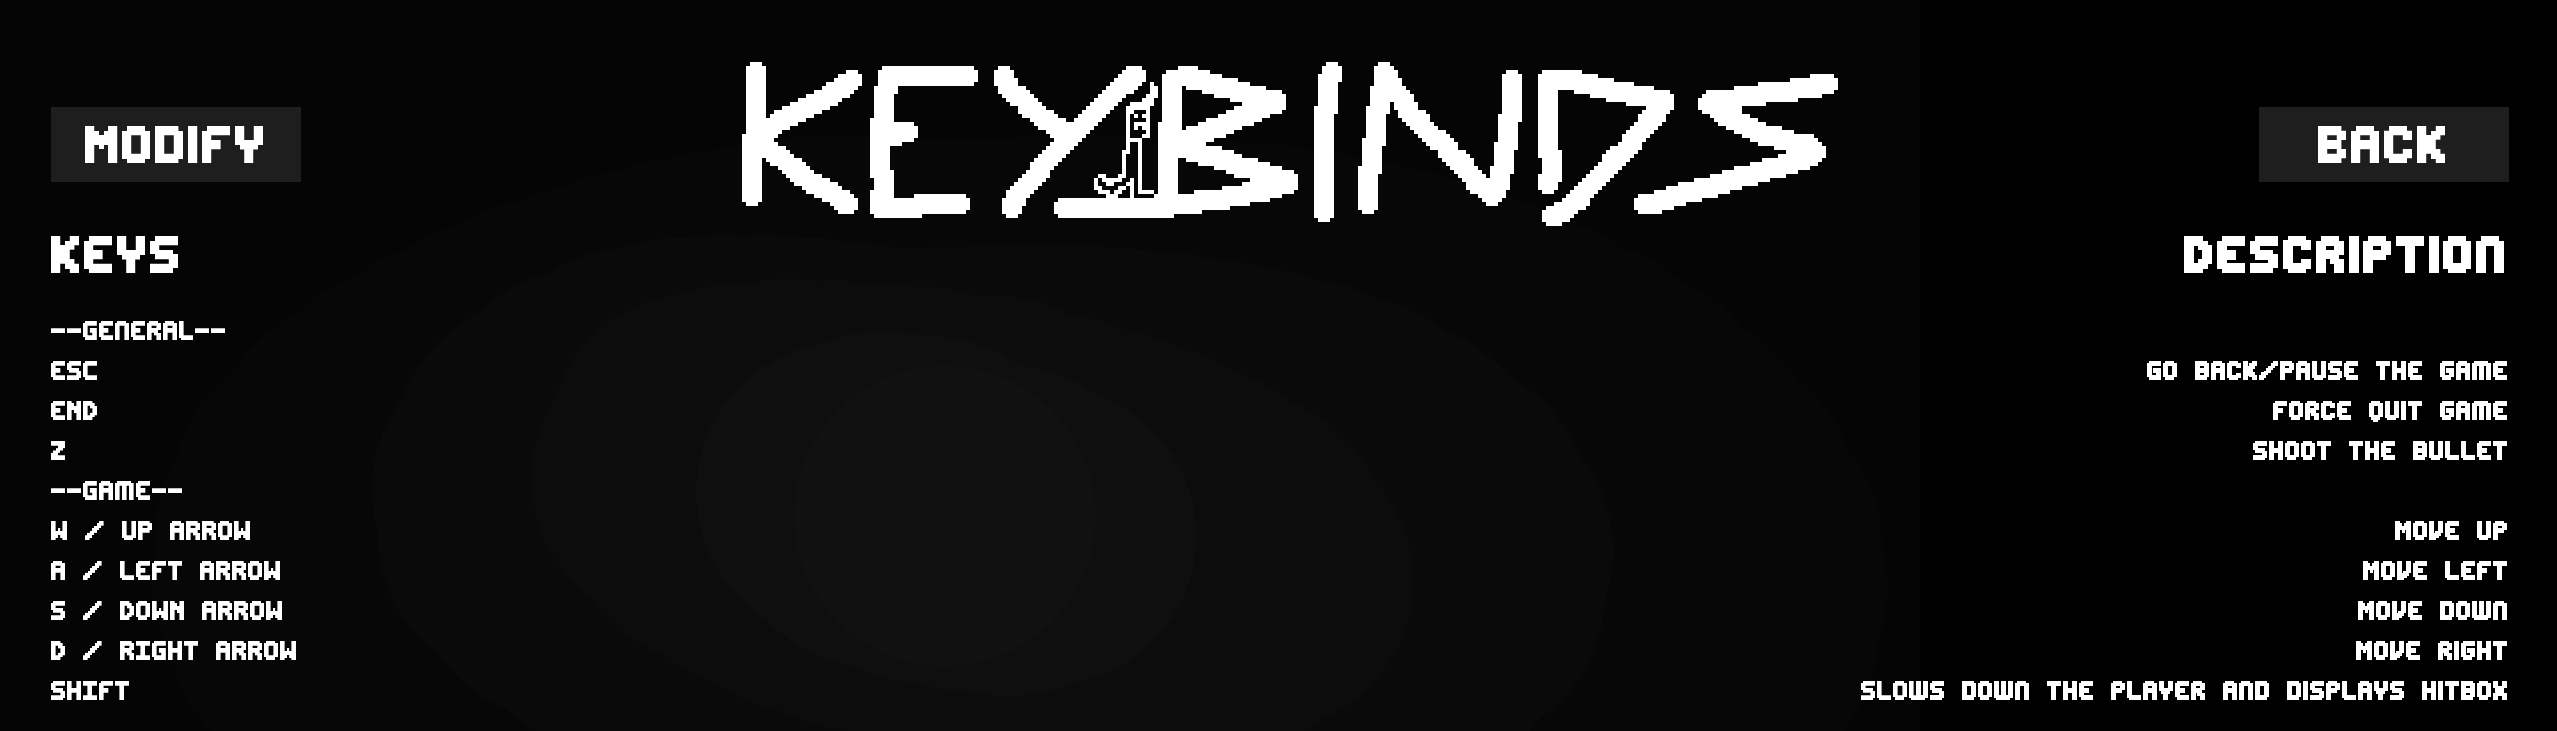 KEYBINDS
MODIFY
BACK
KEYS DESCRIPTION
--GENERAL--
ESC GO BACK/PAUSE THE GAME
END FORCE QUIT GAME
Z SHOOT THE BULLET
--GAME--
W / UP ARROW MOVE UP
A / LEFT ARROW MOVE LEFT
S / DOWN ARROW MOVE DOWN
D / RIGHT ARROW MOVE RIGHT
SHIFT SLOWS DOWN THE PLAYER AND DISPLAYS HITBOX